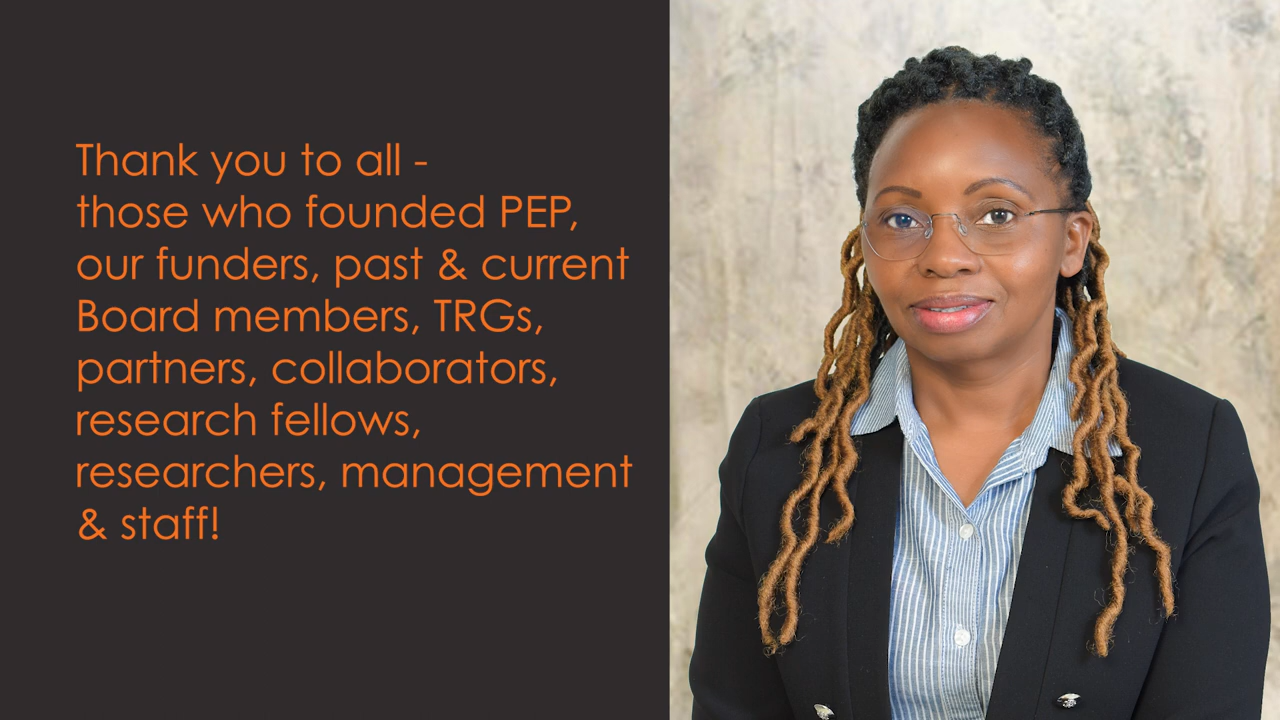 Thank you to all -
those who founded PEP,
our funders, past & current
Board members, TRGs,
partners, collaborators,
research fellows,
researchers, management
& staff!